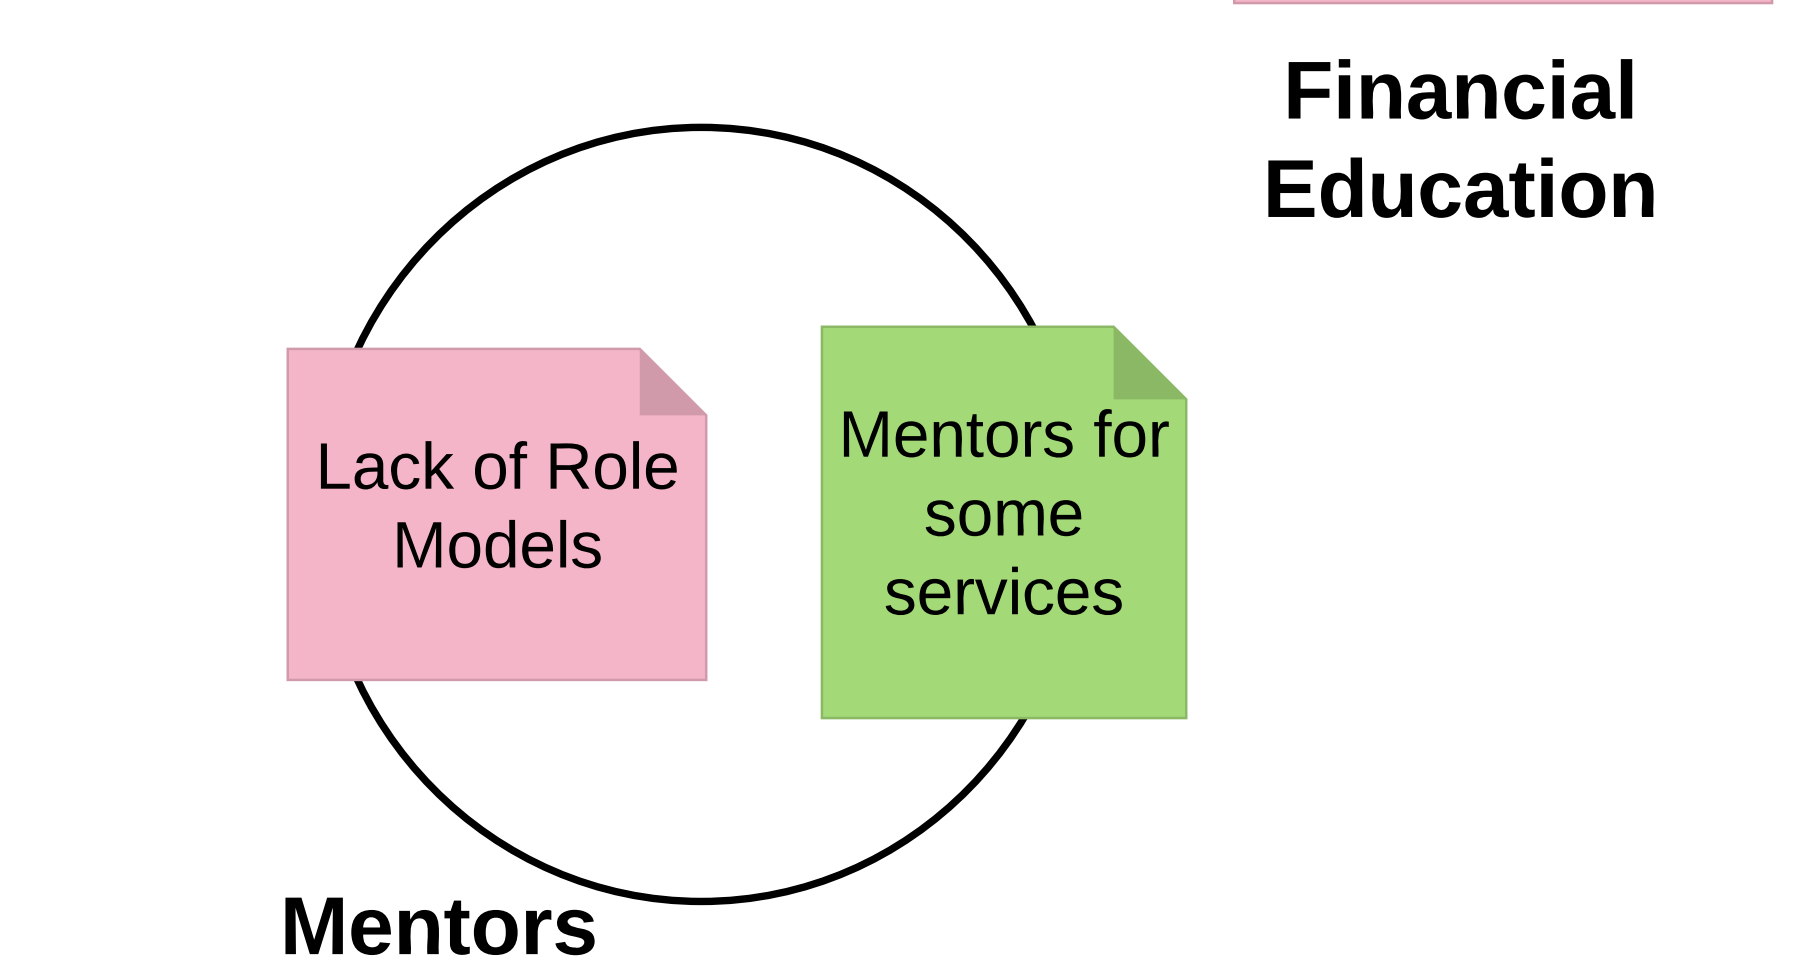 Financial
Education
Lack of Role
Models
Mentors for
some
services
Mentors